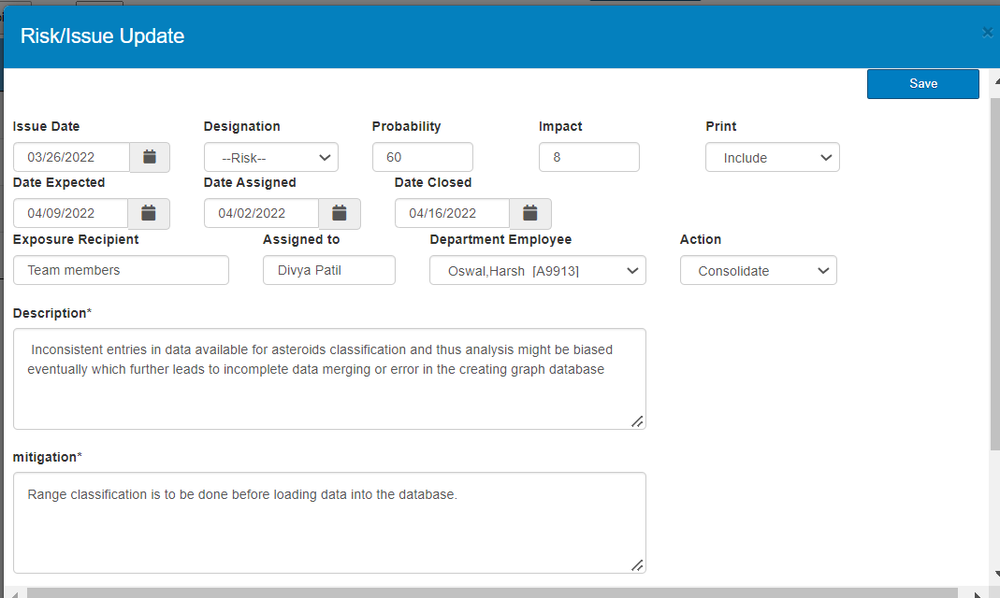 Risk/Issue Update
×
Save
Issue Date Designation Probability Impact Print
03/26/2022 --Risk-- 60 8 Include
Date Expected Date Assigned Date Closed
04/09/2022 04/02/2022 04/16/2022
Exposure Recipient Assigned to Department Employee Action
Team members Divya Patil Oswal,Harsh [A9913] Consolidate
Description*
Inconsistent entries in data available for asteroids classification and thus analysis might be biased
eventually which further leads to incomplete data merging or error in the creating graph database
mitigation*
Range classification is to be done before loading data into the database.